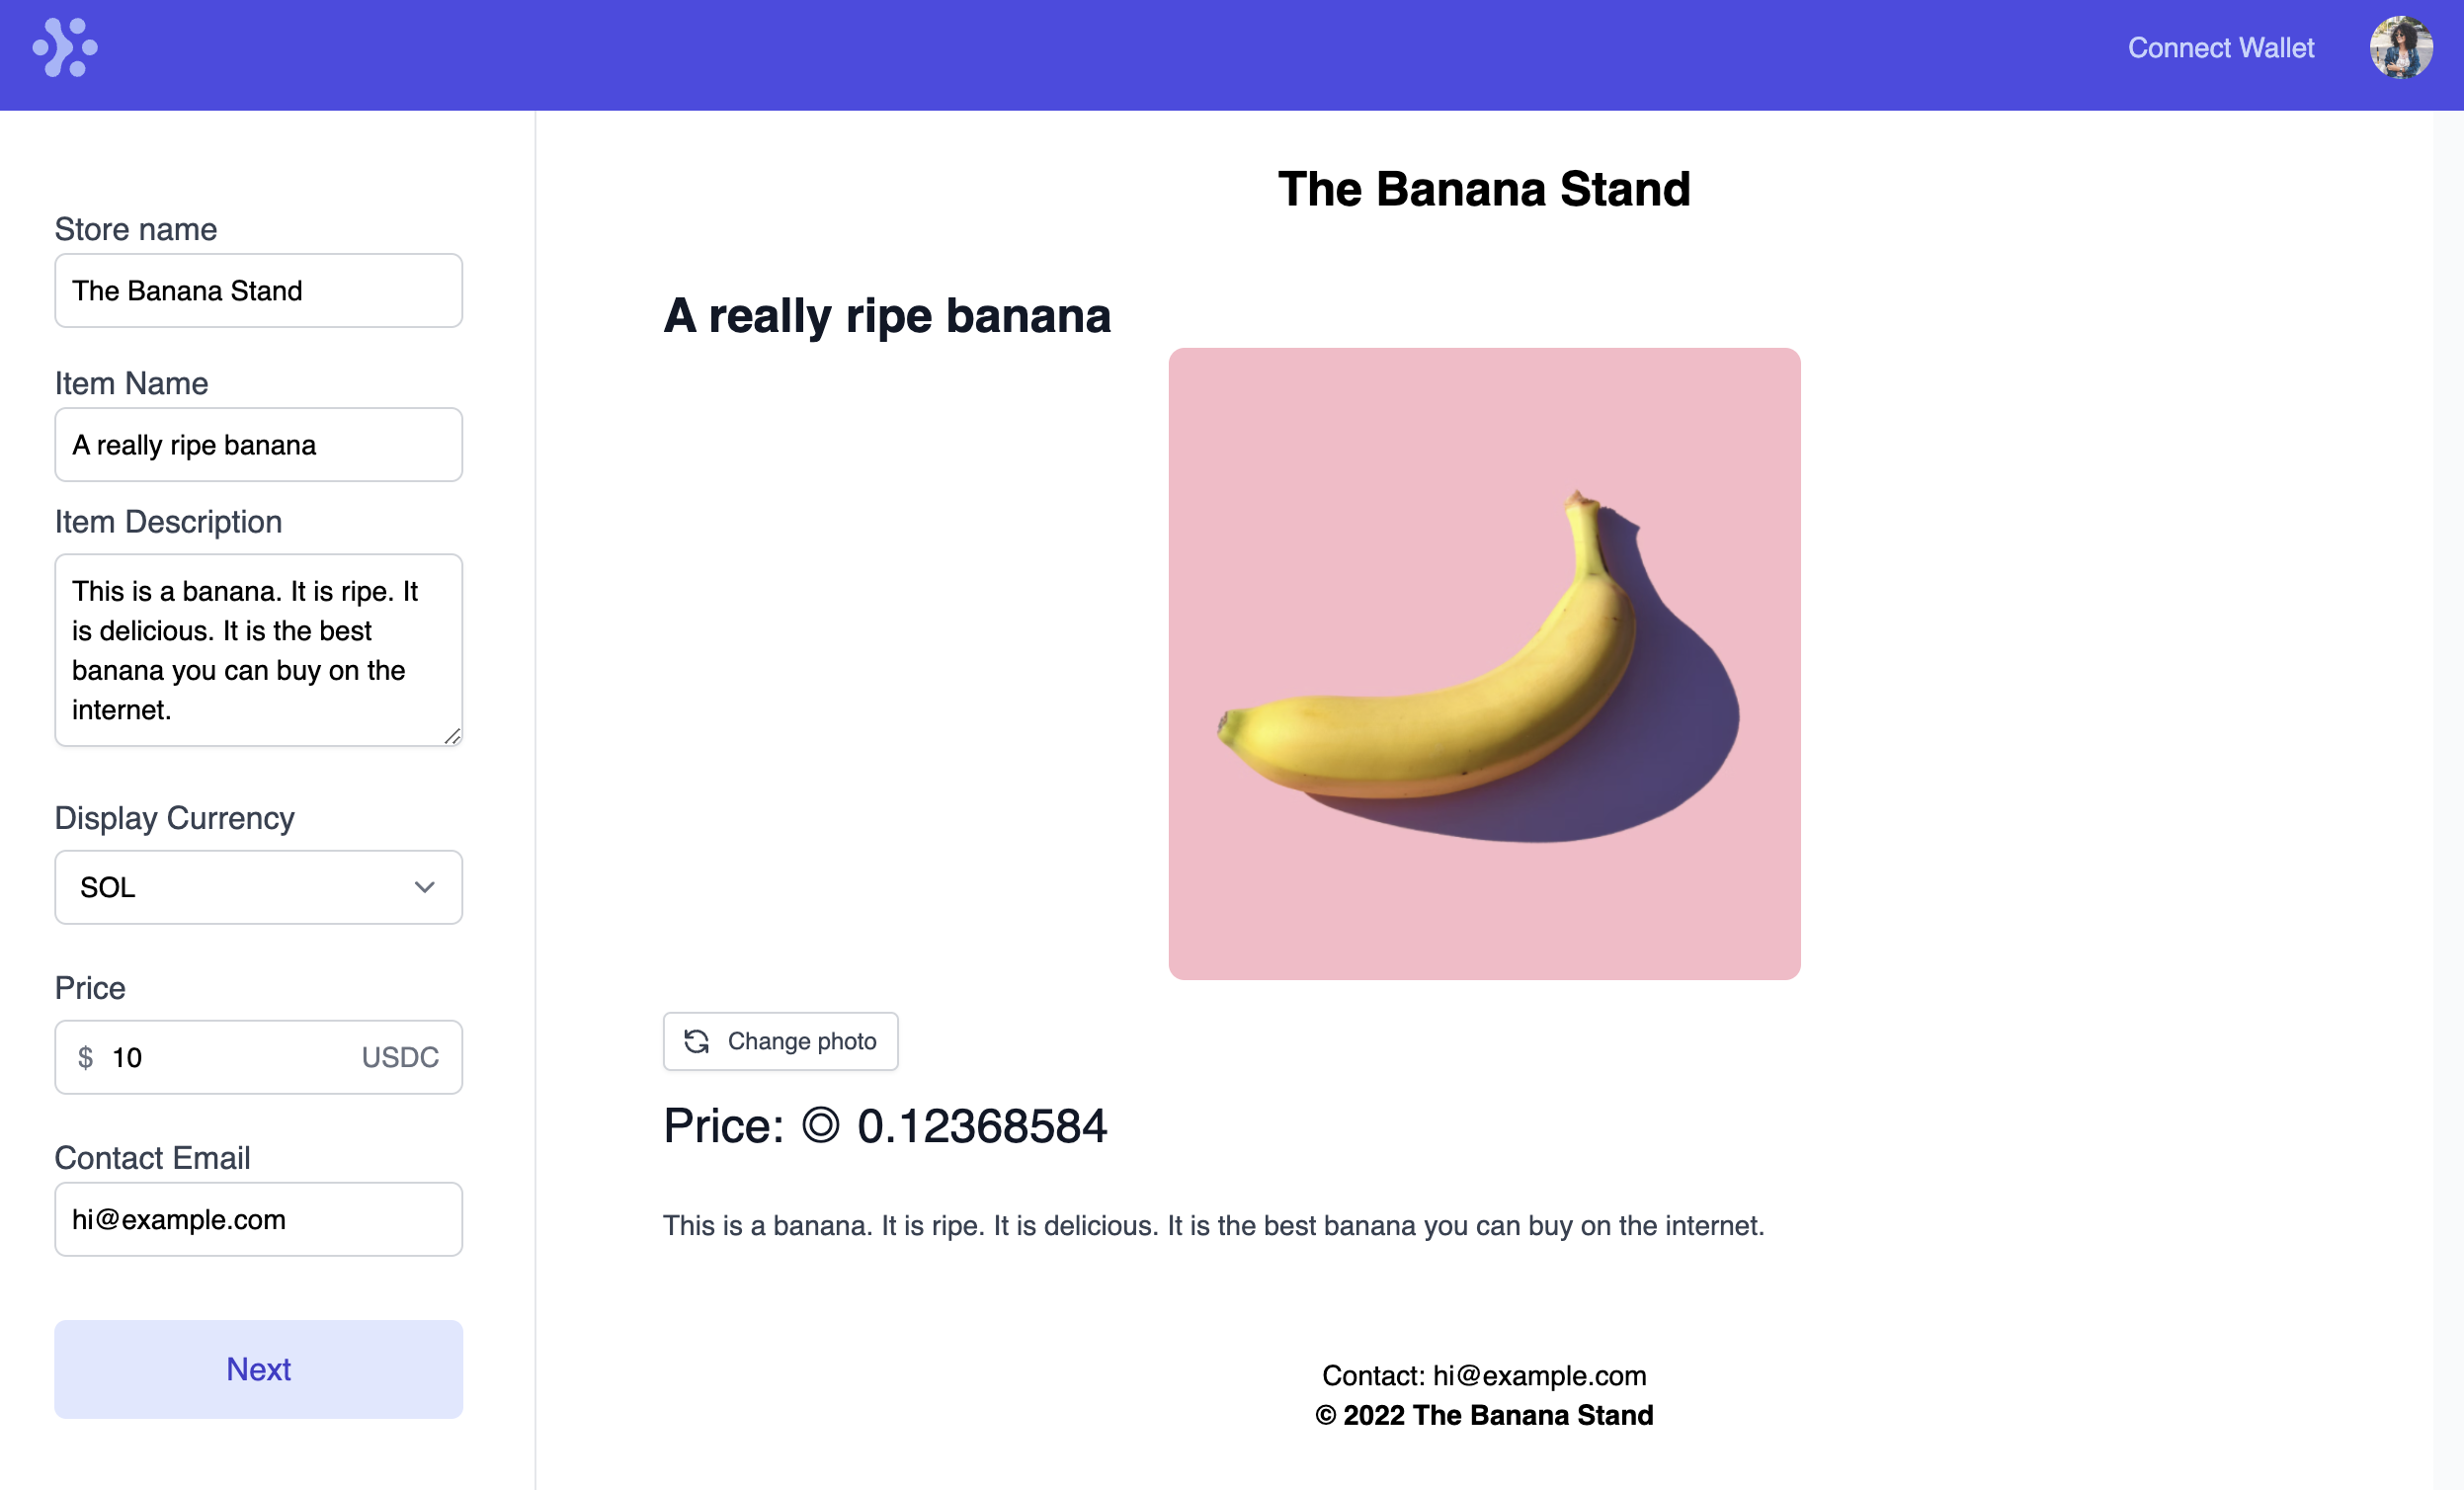 Connect Wallet
Store name
The Banana Stand
Item Name
A really ripe banana
Item Description
This is a banana. It is ripe. It
is delicious. It is the best
banana you can buy on the
internet.
Display Currency
SOL
Price
$ 10 USDC
Contact Email
hi@example.com
Next
The Banana Stand
A really ripe banana
Change photo
Price: ◎ 0.12368584
This is a banana. It is ripe. It is delicious. It is the best banana you can buy on the internet.
Contact: hi@example.com
© 2022 The Banana Stand